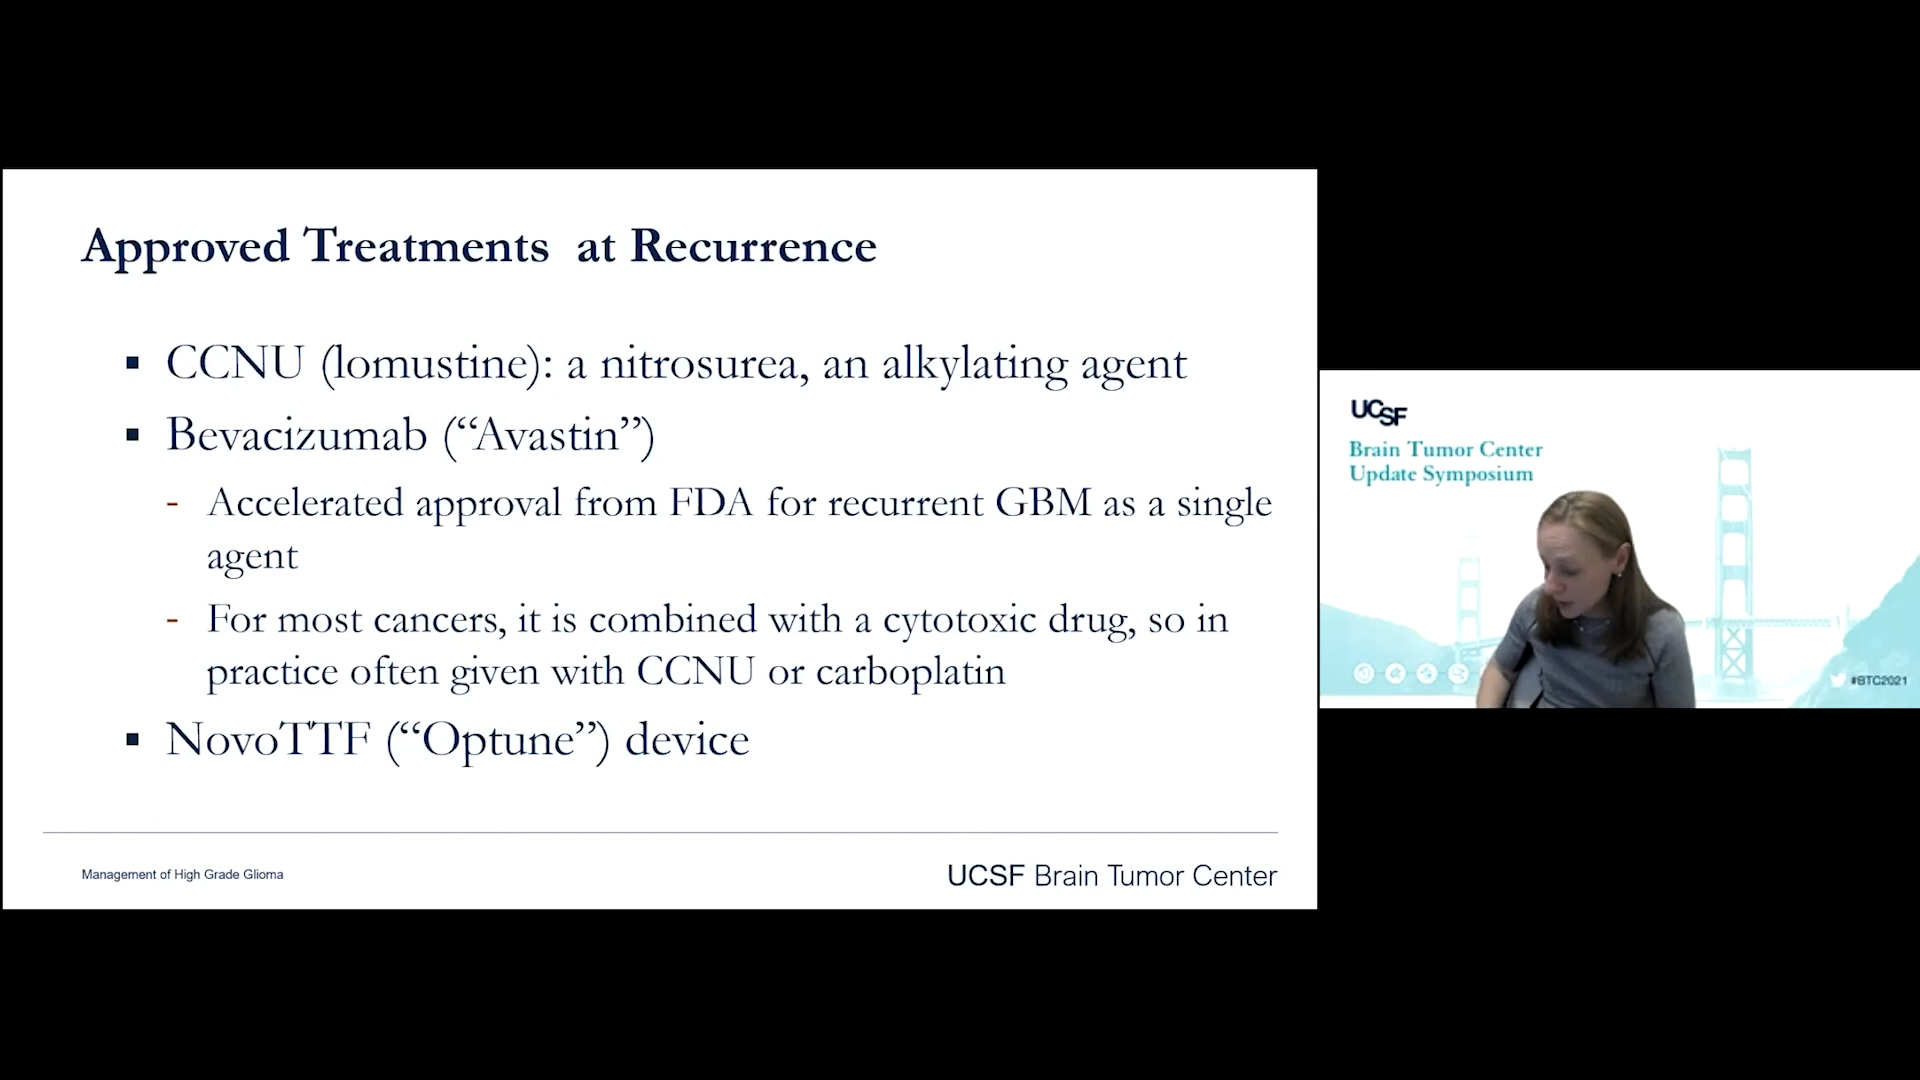 Approved Treatments at Recurrence
▪ CCNU (lomustine): a nitrosurea, an alkylating agent
▪ Bevacizumab (“Avastin”)
- Accelerated approval from FDA for recurrent GBM as a single
agent
- For most cancers, it is combined with a cytotoxic drug, so in
practice often given with CCNU or carboplatin
▪ NovoTTF (“Optune”) device
Management of High Grade Glioma
UCSF Brain Tumor Center
UCSF
Brain Tumor Center
Update Symposium
#BTC2021